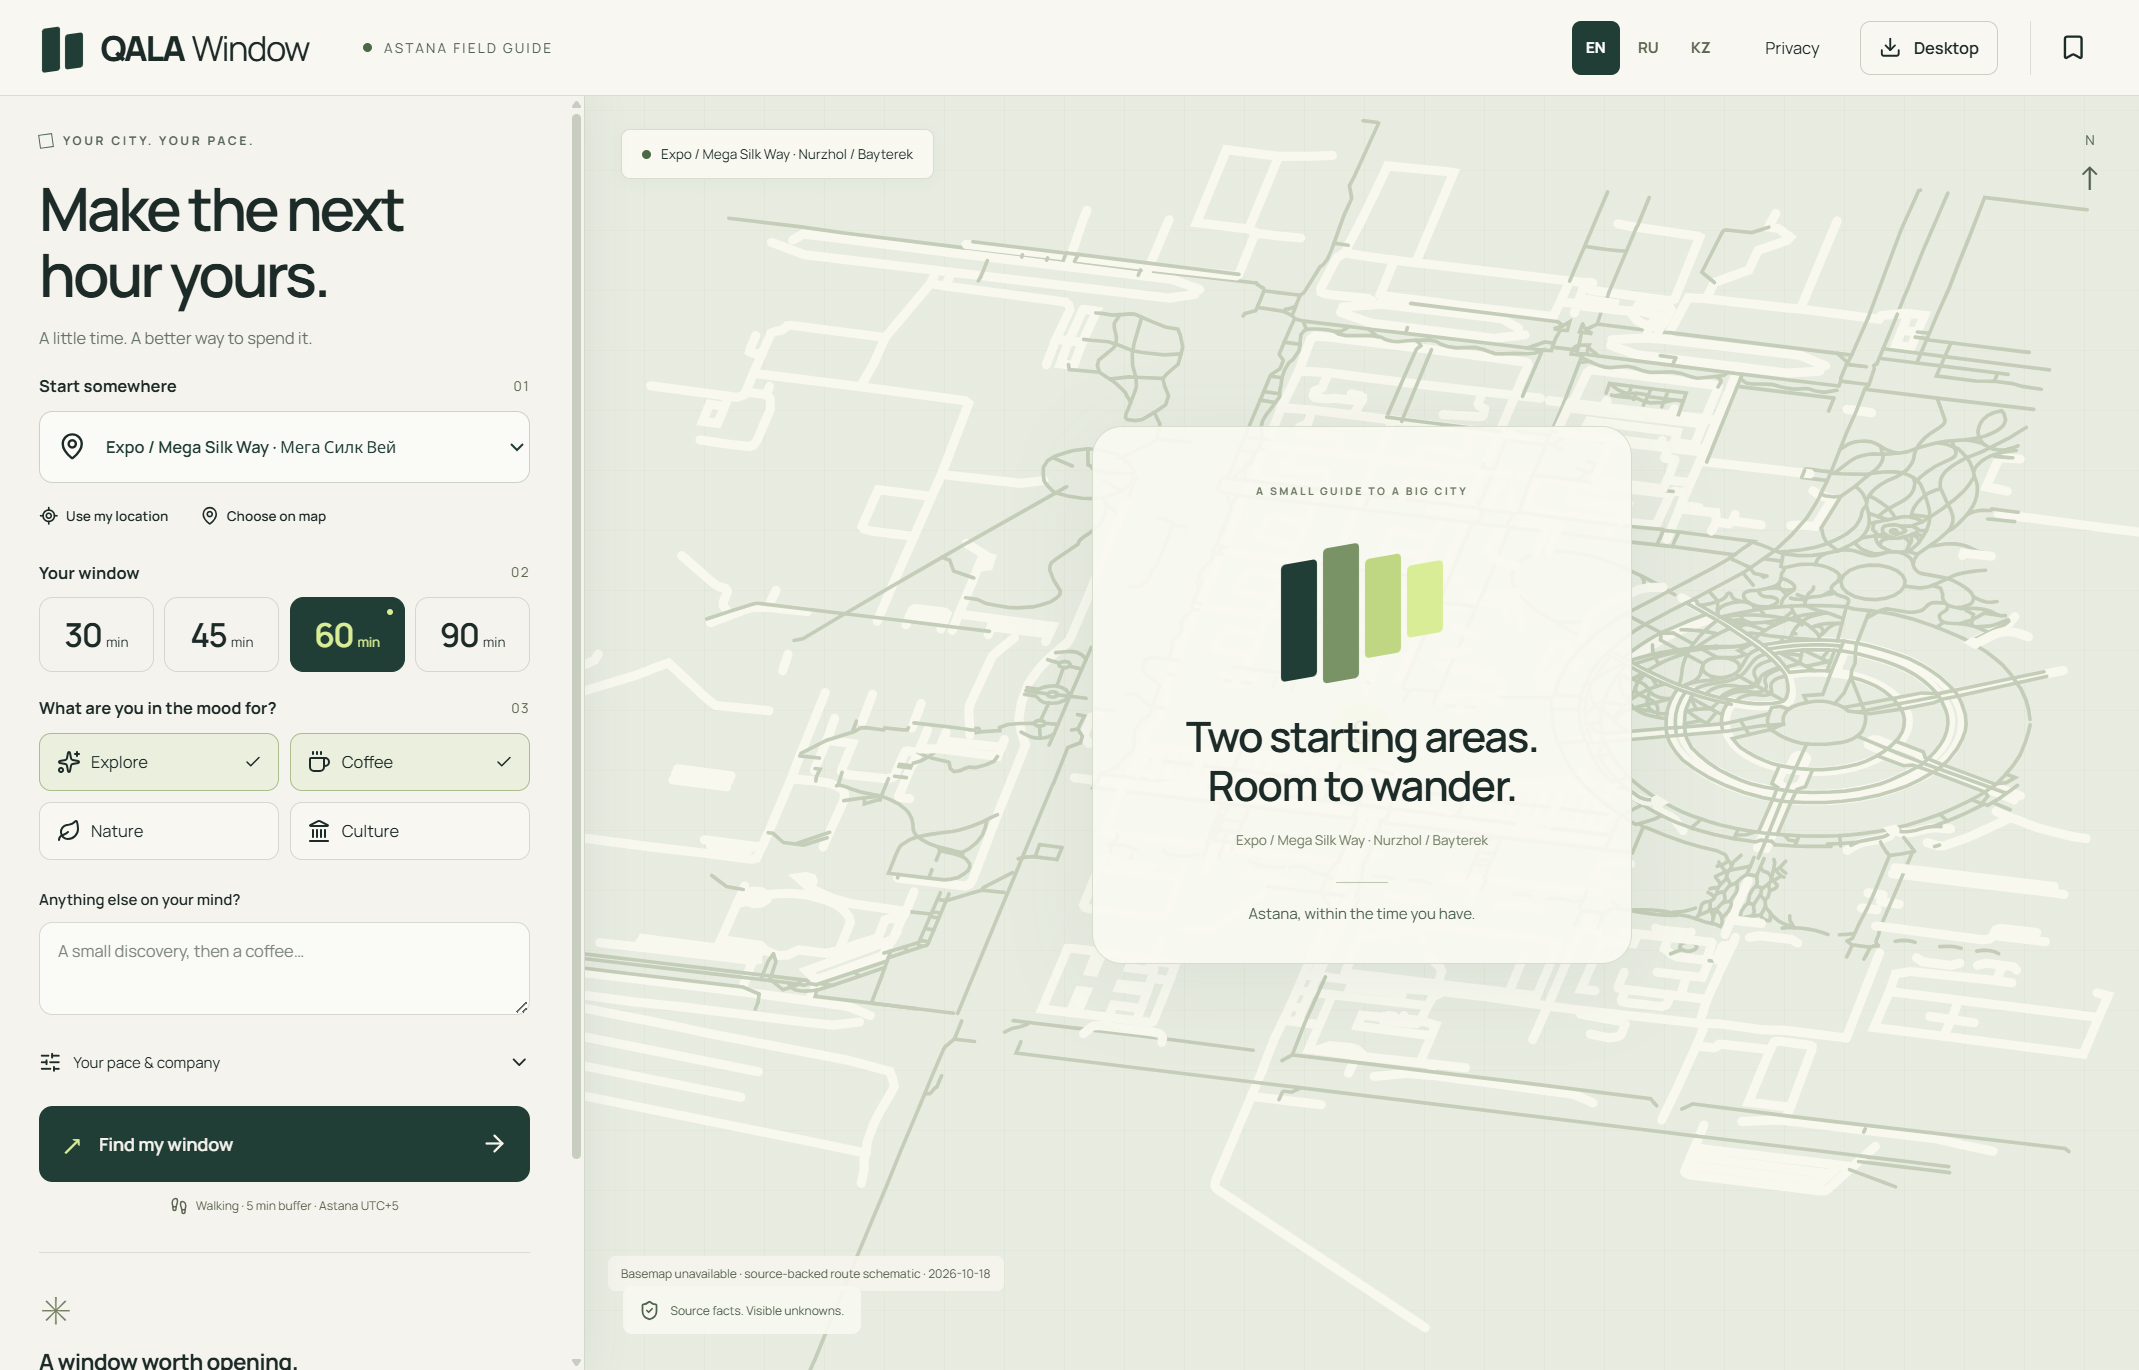 QALA Window
ASTANA FIELD GUIDE
EN
RU
KZ
Privacy
Desktop
YOUR CITY. YOUR PACE.
Make the next
hour yours.
A little time. A better way to spend it.
Start somewhere
01
Expo / Mega Silk Way · Мега Силк Вей
Use my location
Choose on map
Your window
02
30 min
45 min
60 min
90 min
What are you in the mood for?
03
Explore
Coffee
Nature
Culture
Anything else on your mind?
A small discovery, then a coffee...
Your pace & company
Find my window
Walking · 5 min buffer · Astana UTC+5
A window worth opening.
Expo / Mega Silk Way · Nurzhol / Bayterek
N
A SMALL GUIDE TO A BIG CITY
Two starting areas.
Room to wander.
Expo / Mega Silk Way · Nurzhol / Bayterek
Astana, within the time you have.
Basemap unavailable · source-backed route schematic · 2026-10-18
Source facts. Visible unknowns.